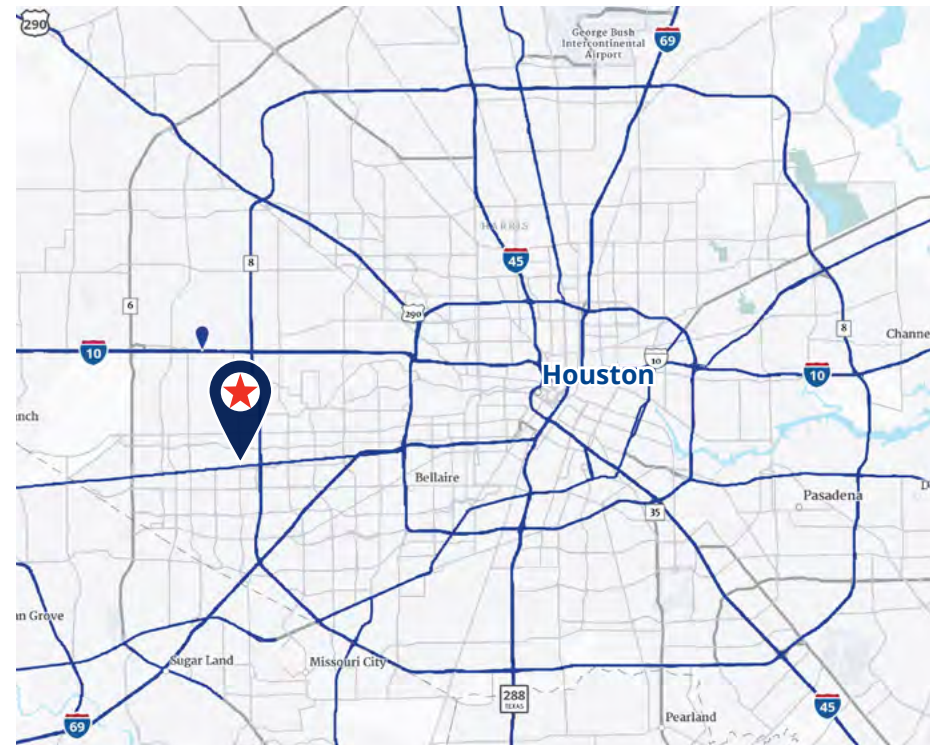 290
George Bush
Intercontinental
Airport
69
HARRIS
8
45
6
290
8
Channe
10
10
Houston
10
nch
Bellaire
Pasadena
D
35
an Grove
Sugar Land
Missouri City
288
TEXAS
45
69
Pearland